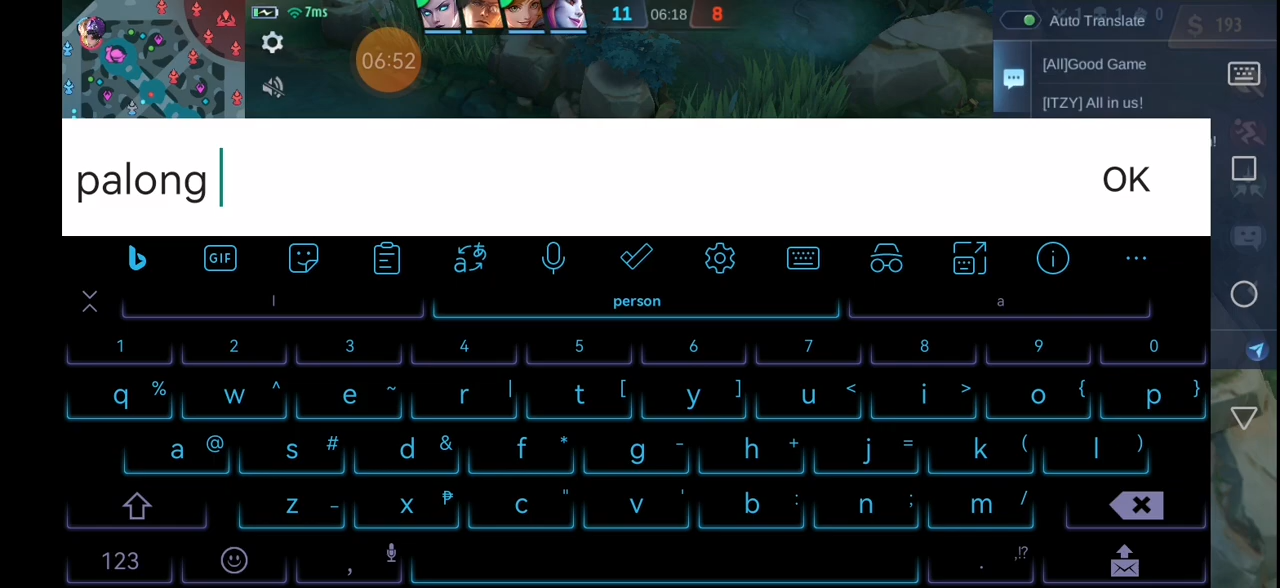 7ms
11 06:18 8
06:52
Auto Translate
$ 193
[All]Good Game
[ITZY] All in us!
palong
OK
GIF
I person a
1 2 3 4 5 6 7 8 9 0
q % w ^ e ~ r | t [ y ] u < i > o { p }
a @ s # d & f * g - h + j = k ( l )
z _ x ₱ c " v ' b : n ; m /
123 , . ,!?